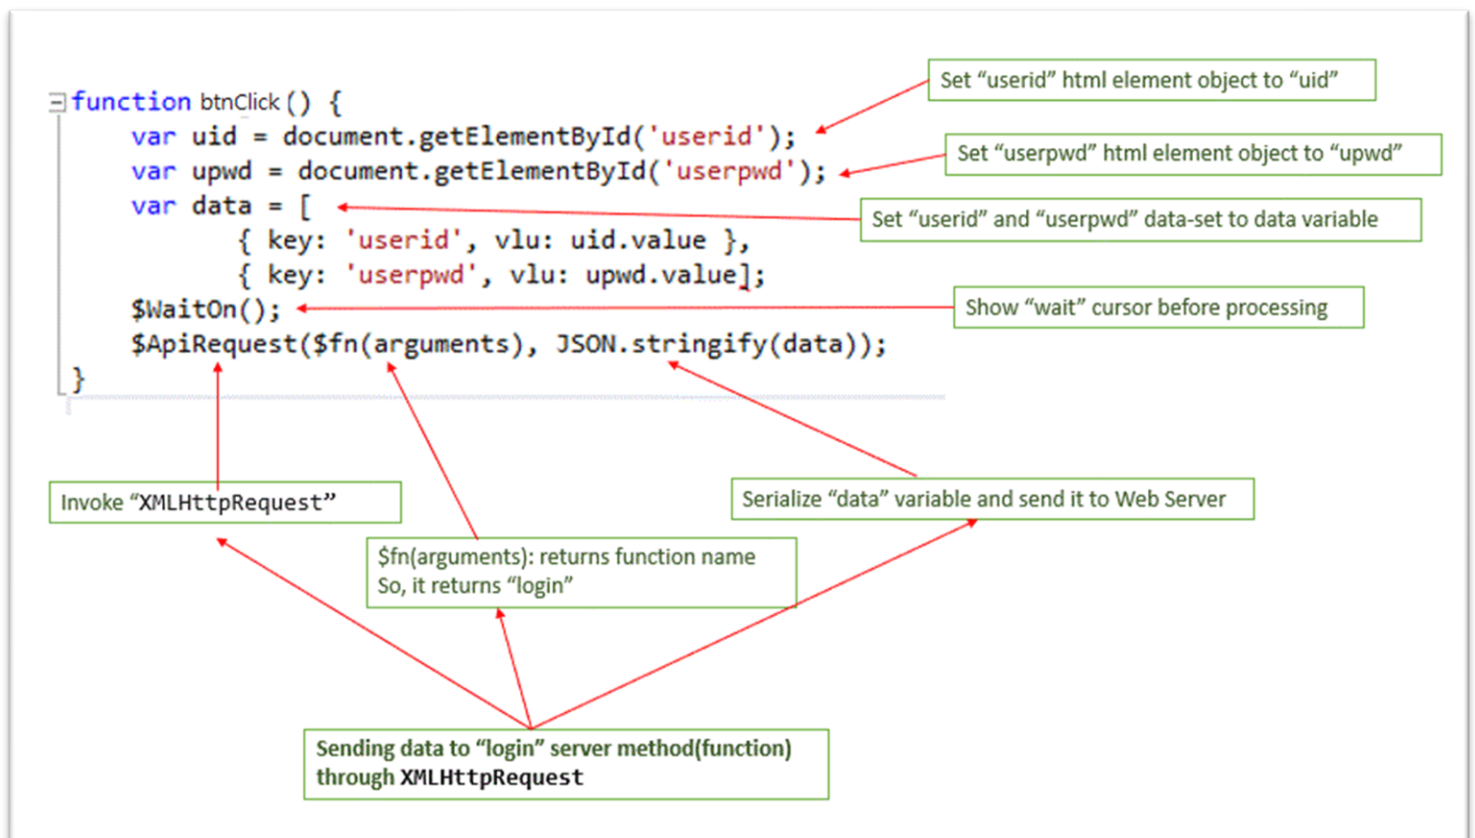 function btnClick () {
Set “userid” html element object to “uid”
var uid = document.getElementById('userid');
Set “userpwd” html element object to “upwd”
var upwd = document.getElementById('userpwd');
var data = [
Set “userid” and “userpwd” data-set to data variable
{ key: 'userid', vlu: uid.value },
{ key: 'userpwd', vlu: upwd.value];
$WaitOn();
Show “wait” cursor before processing
$ApiRequest($fn(arguments), JSON.stringify(data));
}
Invoke “XMLHttpRequest”
Serialize “data” variable and send it to Web Server
$fn(arguments): returns function name
So, it returns “login”
Sending data to “login” server method(function)
through XMLHttpRequest